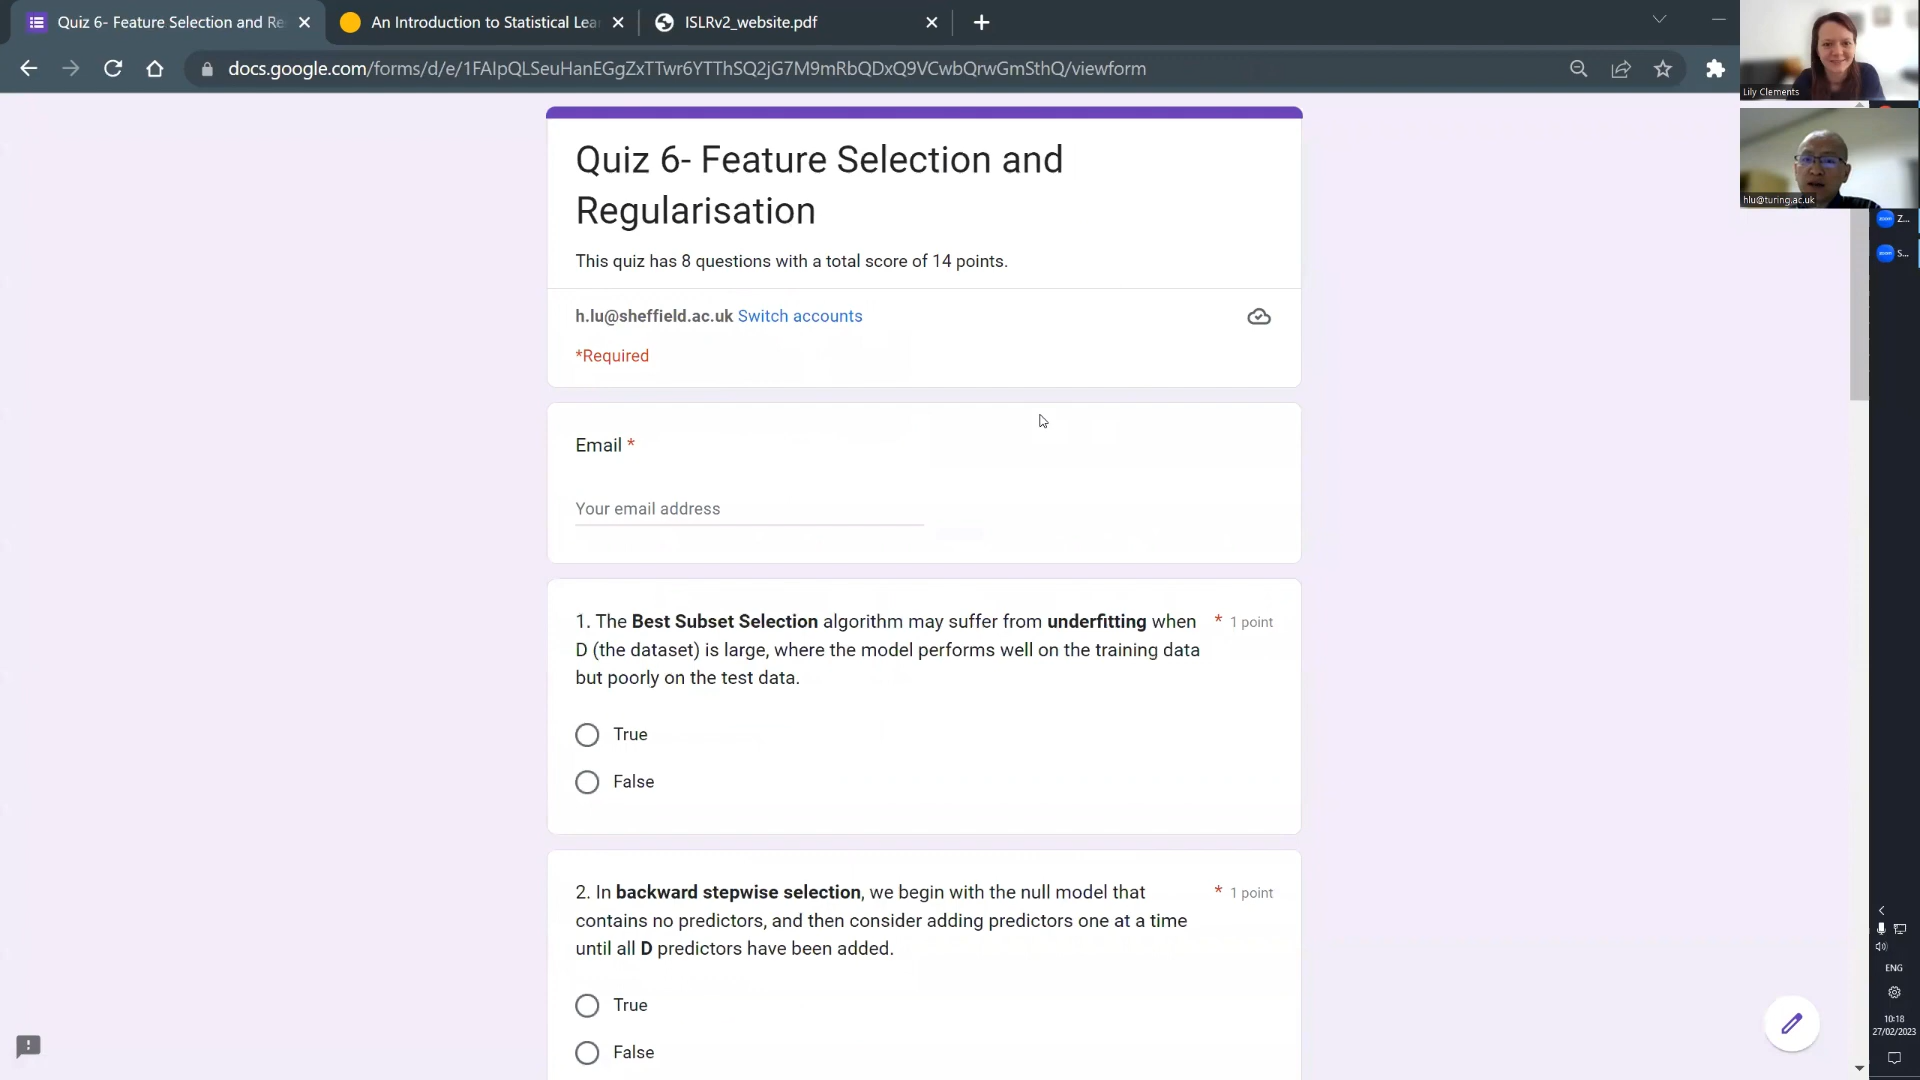 Quiz 6- Feature Selection and Re
An Introduction to Statistical Lea
ISLRv2_website.pdf
docs.google.com/forms/d/e/1FAIpQLSeuHanEGgZxTTwr6YTThSQ2jG7M9mRbQDxQ9VCwbQrwGmSthQ/viewform
Lily Clements
hlu@turing.ac.uk
Z...
S...
Quiz 6- Feature Selection and
Regularisation
This quiz has 8 questions with a total score of 14 points.
h.lu@sheffield.ac.uk Switch accounts
*Required
Email *
Your email address
1. The Best Subset Selection algorithm may suffer from underfitting when * 1 point
D (the dataset) is large, where the model performs well on the training data
but poorly on the test data.
True
False
2. In backward stepwise selection, we begin with the null model that * 1 point
contains no predictors, and then consider adding predictors one at a time
until all D predictors have been added.
True
False
ENG
10:18
27/02/2023